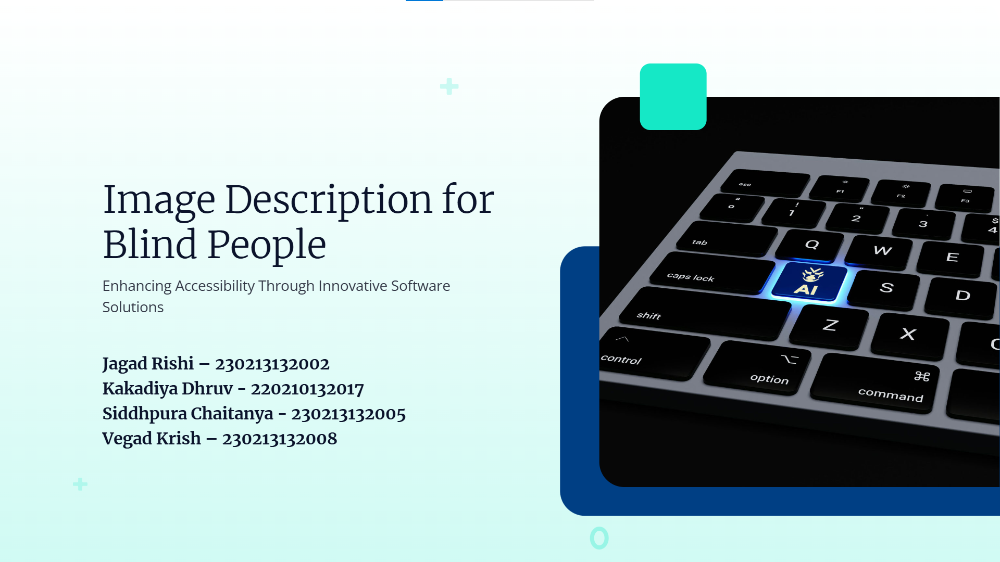 Image Description for
Blind People
Enhancing Accessibility Through Innovative Software
Solutions
Jagad Rishi – 230213132002
Kakadiya Dhruv - 220210132017
Siddhpura Chaitanya - 230213132005
Vegad Krish – 230213132008
esc
F1
F2
F3
a
o
!
1
"
2
·
3
$
4
tab
Q
W
E
caps lock
AI
S
D
shift
Z
X
control
option
command